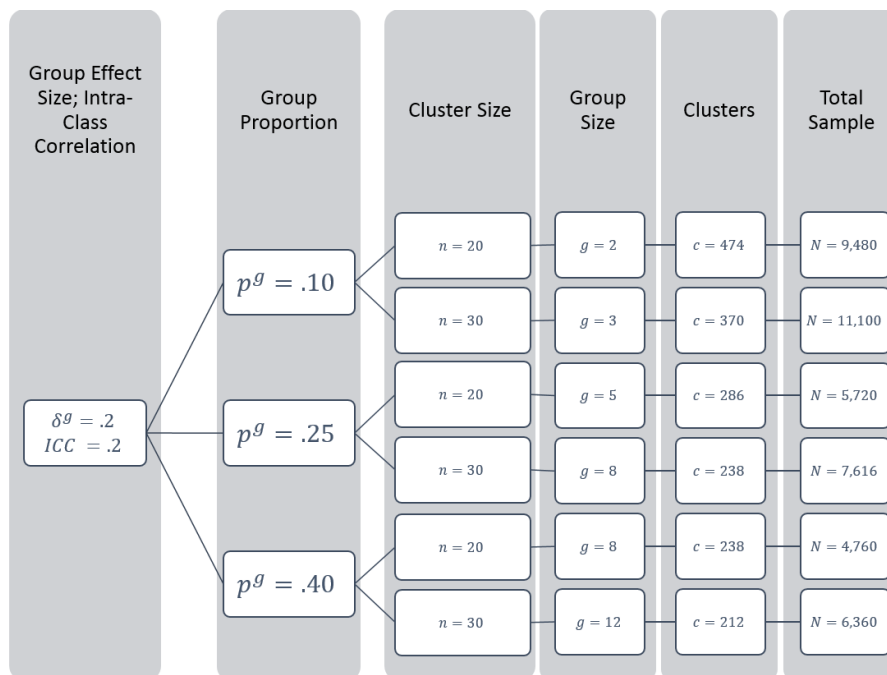 Group Effect
Size; Intra-
Class
Correlation
Group
Proportion
Cluster Size
Group
Size
Clusters
Total
Sample
δ^g = .2
ICC = .2
p^g = .10
n = 20
g = 2
c = 474
N = 9,480
n = 30
g = 3
c = 370
N = 11,100
p^g = .25
n = 20
g = 5
c = 286
N = 5,720
n = 30
g = 8
c = 238
N = 7,616
p^g = .40
n = 20
g = 8
c = 238
N = 4,760
n = 30
g = 12
c = 212
N = 6,360